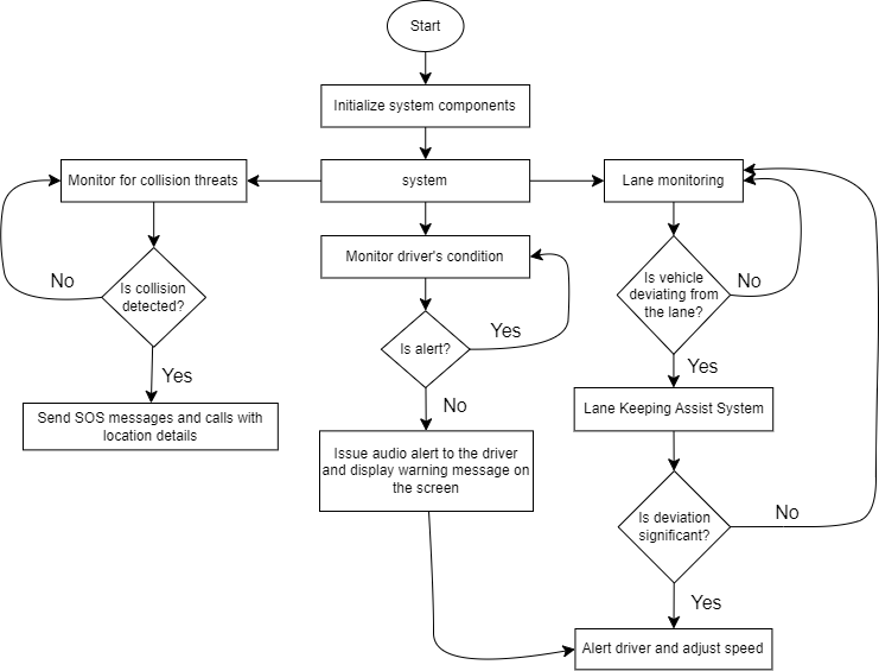 Start
Initialize system components
Monitor for collision threats
system
Lane monitoring
Monitor driver's condition
No
Is collision
detected?
Is vehicle
deviating from
the lane?
No
Yes
Is alert?
Yes
Yes
No
Send SOS messages and calls with
location details
Lane Keeping Assist System
Issue audio alert to the driver
and display warning message on
the screen
Is deviation
significant?
No
Yes
Alert driver and adjust speed